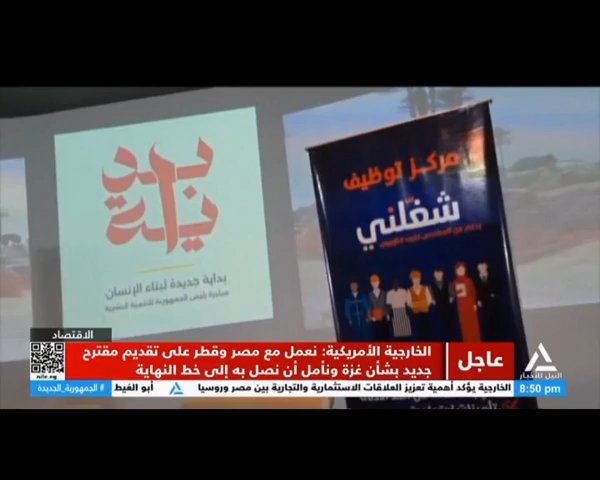 بداية
بداية جديدة لبناء الإنسان
مبادرة رئيس الجمهورية للتنمية البشرية
مركز توظيف
شغلني
الاقتصاد
nile.eg
عاجل
الخارجية الأمريكية: نعمل مع مصر وقطر على تقديم مقترح
جديد بشأن غزة ونأمل أن نصل به إلى خط النهاية
النيل للأخبار
8:50 pm
الخارجية يؤكد أهمية تعزيز العلاقات الاستثمارية والتجارية بين مصر وروسيا
أبو الغيط
#الجمهورية_الجديدة